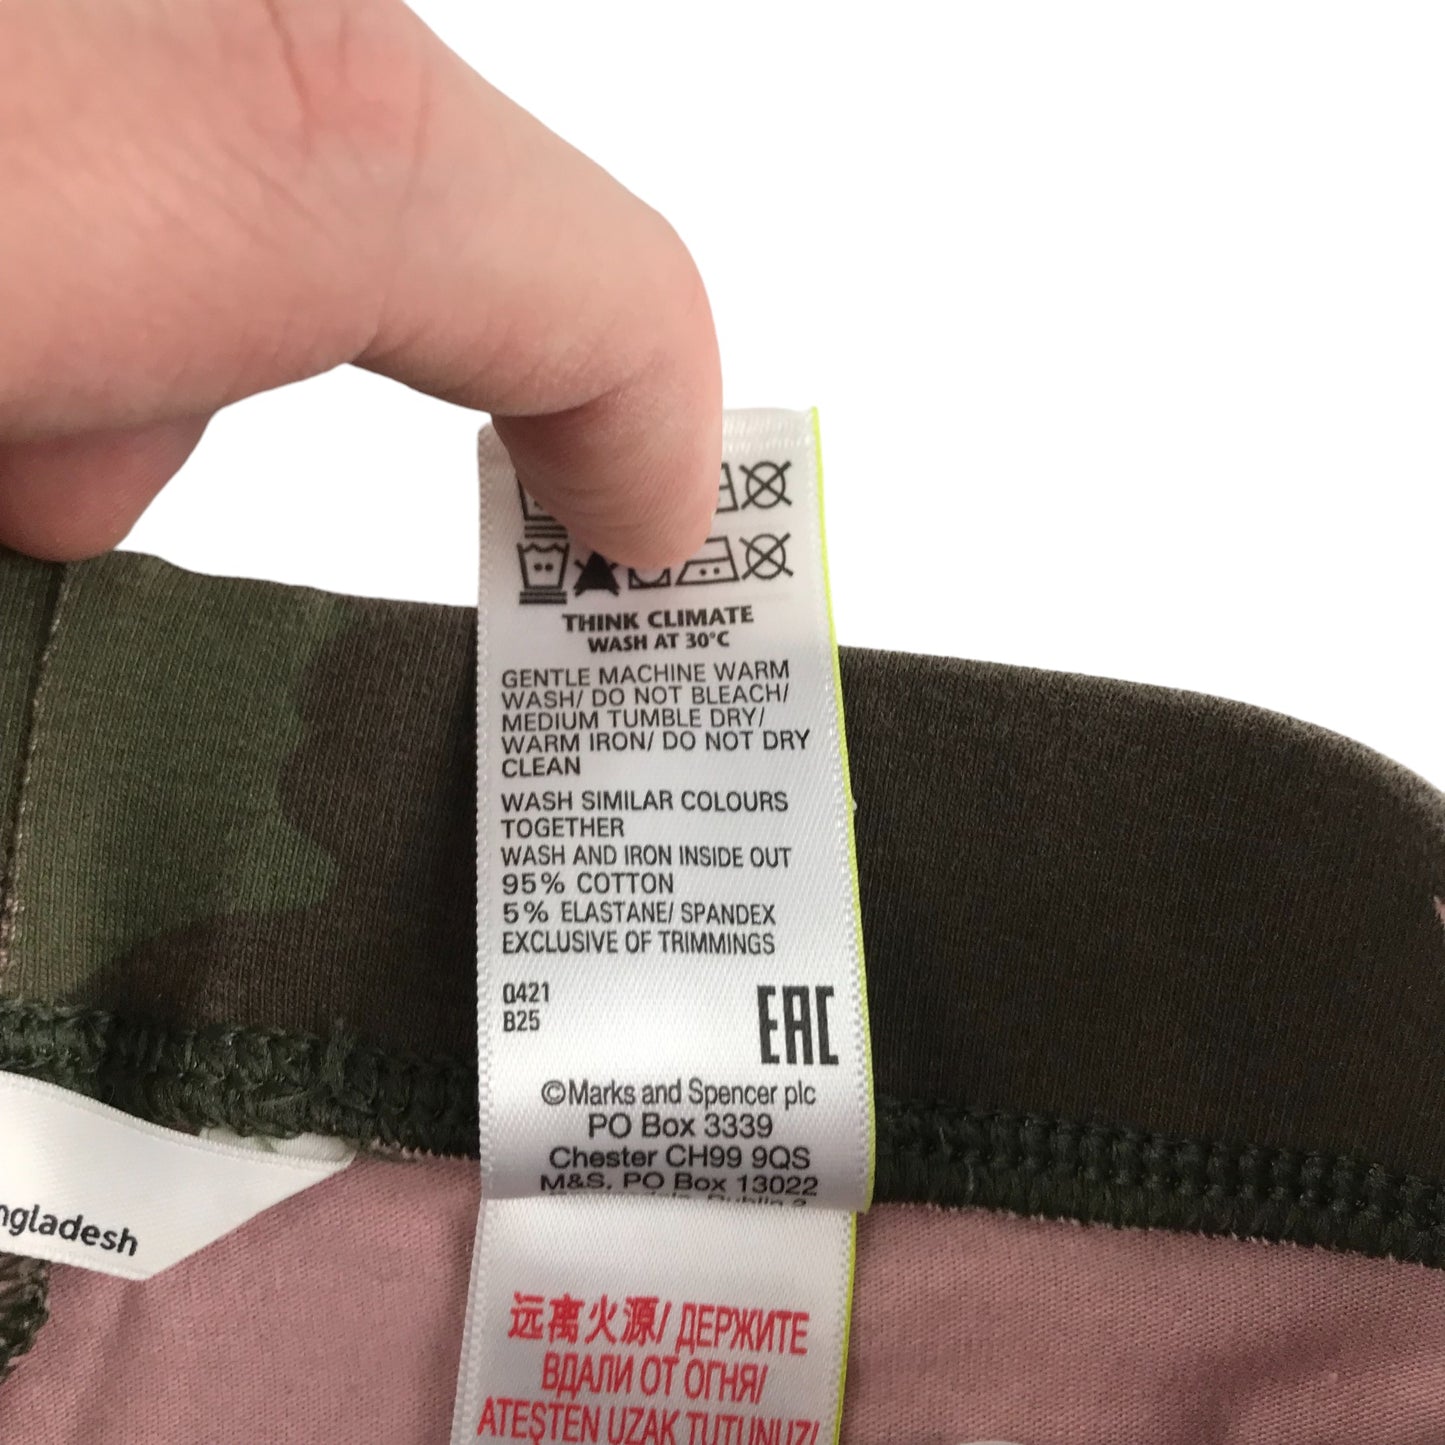 THINK CLIMATE
WASH AT 30°C
GENTLE MACHINE WARM
WASH/ DO NOT BLEACH/
MEDIUM TUMBLE DRY/
WARM IRON/ DO NOT DRY
CLEAN
WASH SIMILAR COLOURS
TOGETHER
WASH AND IRON INSIDE OUT
95% COTTON
5% ELASTANE/ SPANDEX
EXCLUSIVE OF TRIMMINGS
0421
B25
EAC
©Marks and Spencer plc
PO Box 3339
Chester CH99 9QS
M&S, PO Box 13022
ngladesh
远离火源/ ДЕРЖИТЕ
ВДАЛИ ОТ ОГНЯ/
ATEŞTEN UZAK TUTUNUZ/